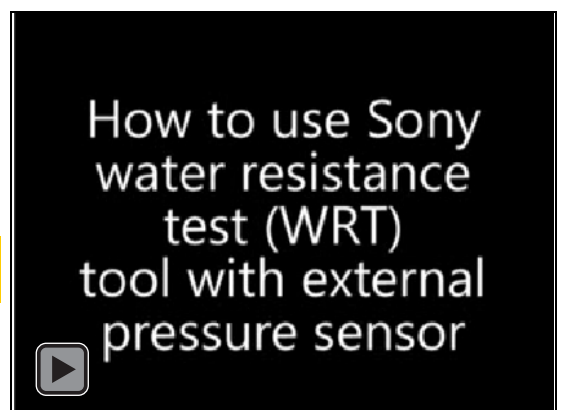 How to use Sony
water resistance
test (WRT)
tool with external
pressure sensor